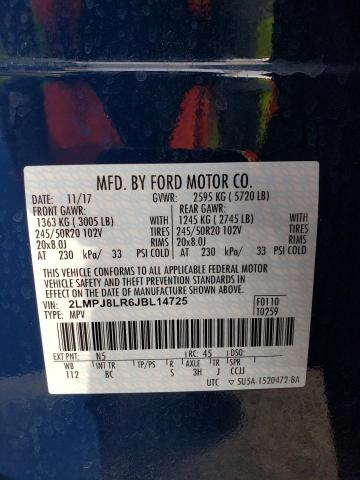 MFD. BY FORD MOTOR CO.
DATE: 11/17 GVWR: 2595 KG ( 5720 LB)
FRONT GAWR: REAR GAWR:
1363 KG ( 3005 LB) 1245 KG ( 2745 LB)
245/50R20 102V TIRES 245/50R20 102V TIRES
20x8.0J RIMS 20x8.0J RIMS
AT 230 kPa/ 33 PSI COLD AT 230 kPa/ 33 PSI COLD
THIS VEHICLE CONFORMS TO ALL APPLICABLE FEDERAL MOTOR
VEHICLE SAFETY AND THEFT PREVENTION STANDARDS IN EFFECT
ON THE DATE OF MANUFACTURE SHOWN ABOVE.
VIN: 2LMPJ8LR6JBL14725 F0110
TYPE: MPV T0259
EXT PNT: N5 RC: 45 DSO:
WB INT TR TP/PS R AXLE TR SPR
112 BC S 3H J CCJJ
UTC 5U5A-1520472-BA